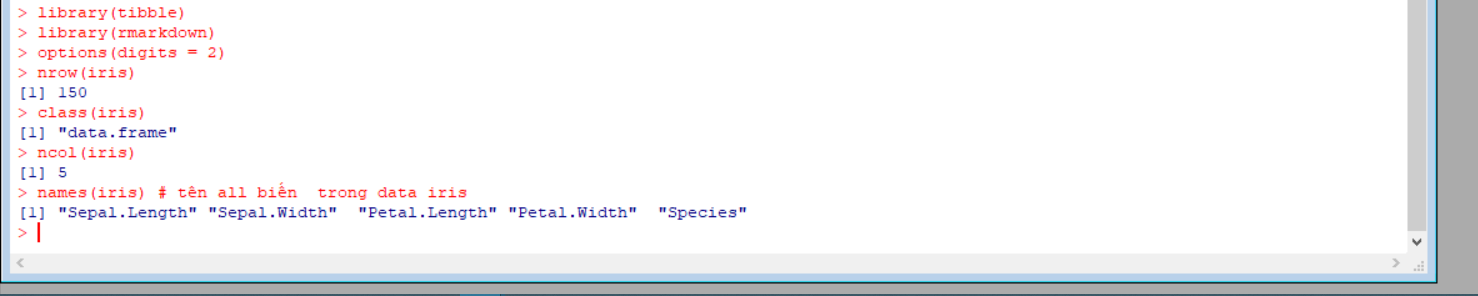 > library(tibble)
> library(rmarkdown)
> options(digits = 2)
> nrow(iris)
[1] 150
> class(iris)
[1] "data.frame"
> ncol(iris)
[1] 5
> names(iris) # tên all biến  trong data iris
[1] "Sepal.Length" "Sepal.Width"  "Petal.Length" "Petal.Width"  "Species"
>